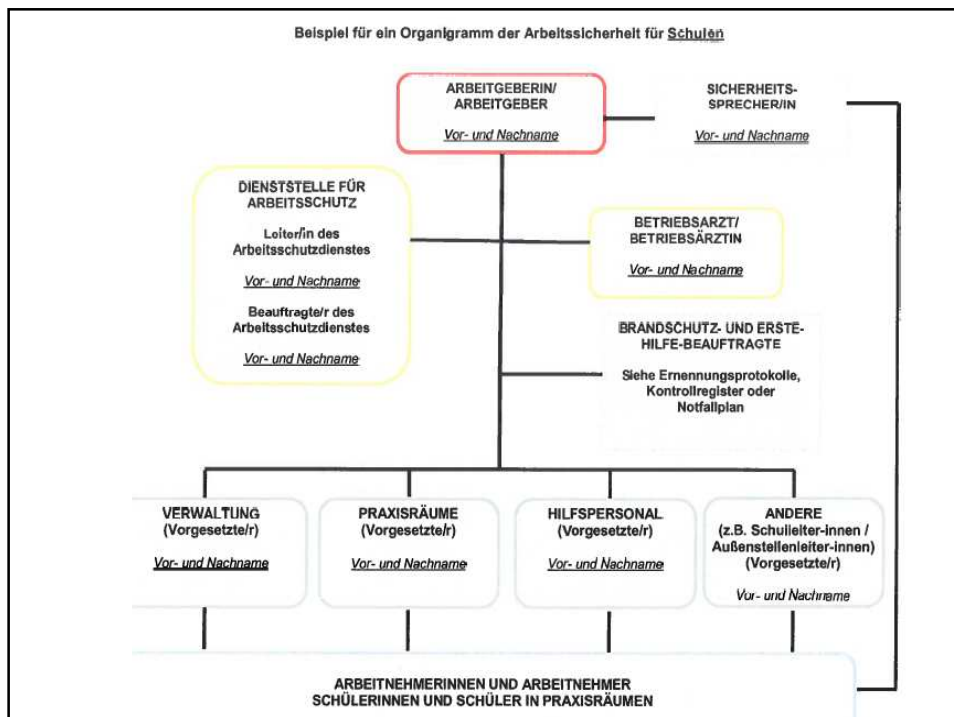 Beispiel für ein Organigramm der Arbeitssicherheit für Schulen
ARBEITGEBERIN/
ARBEITGEBER
Vor- und Nachname
SICHERHEITS-
SPRECHER/IN
Vor- und Nachname
DIENSTSTELLE FÜR
ARBEITSSCHUTZ
Leiter/in des
Arbeitsschutzdienstes
Vor- und Nachname
Beauftragte/r des
Arbeitsschutzdienstes
Vor- und Nachname
BETRIEBSARZT/
BETRIEBSÄRZTIN
Vor- und Nachname
BRANDSCHUTZ- UND ERSTE-
HILFE-BEAUFTRAGTE
Siehe Ernennungsprotokolle,
Kontrollregister oder
Notfallplan
VERWALTUNG
(Vorgesetzte/r)
Vor- und Nachname
PRAXISRÄUME
(Vorgesetzte/r)
Vor- und Nachname
HILFSPERSONAL
(Vorgesetzte/r)
Vor- und Nachname
ANDERE
(z.B. Schulleiter-innen /
Außenstellenleiter-innen)
(Vorgesetzte/r)
Vor- und Nachname
ARBEITNEHMERINNEN UND ARBEITNEHMER
SCHÜLERINNEN UND SCHÜLER IN PRAXISRÄUMEN